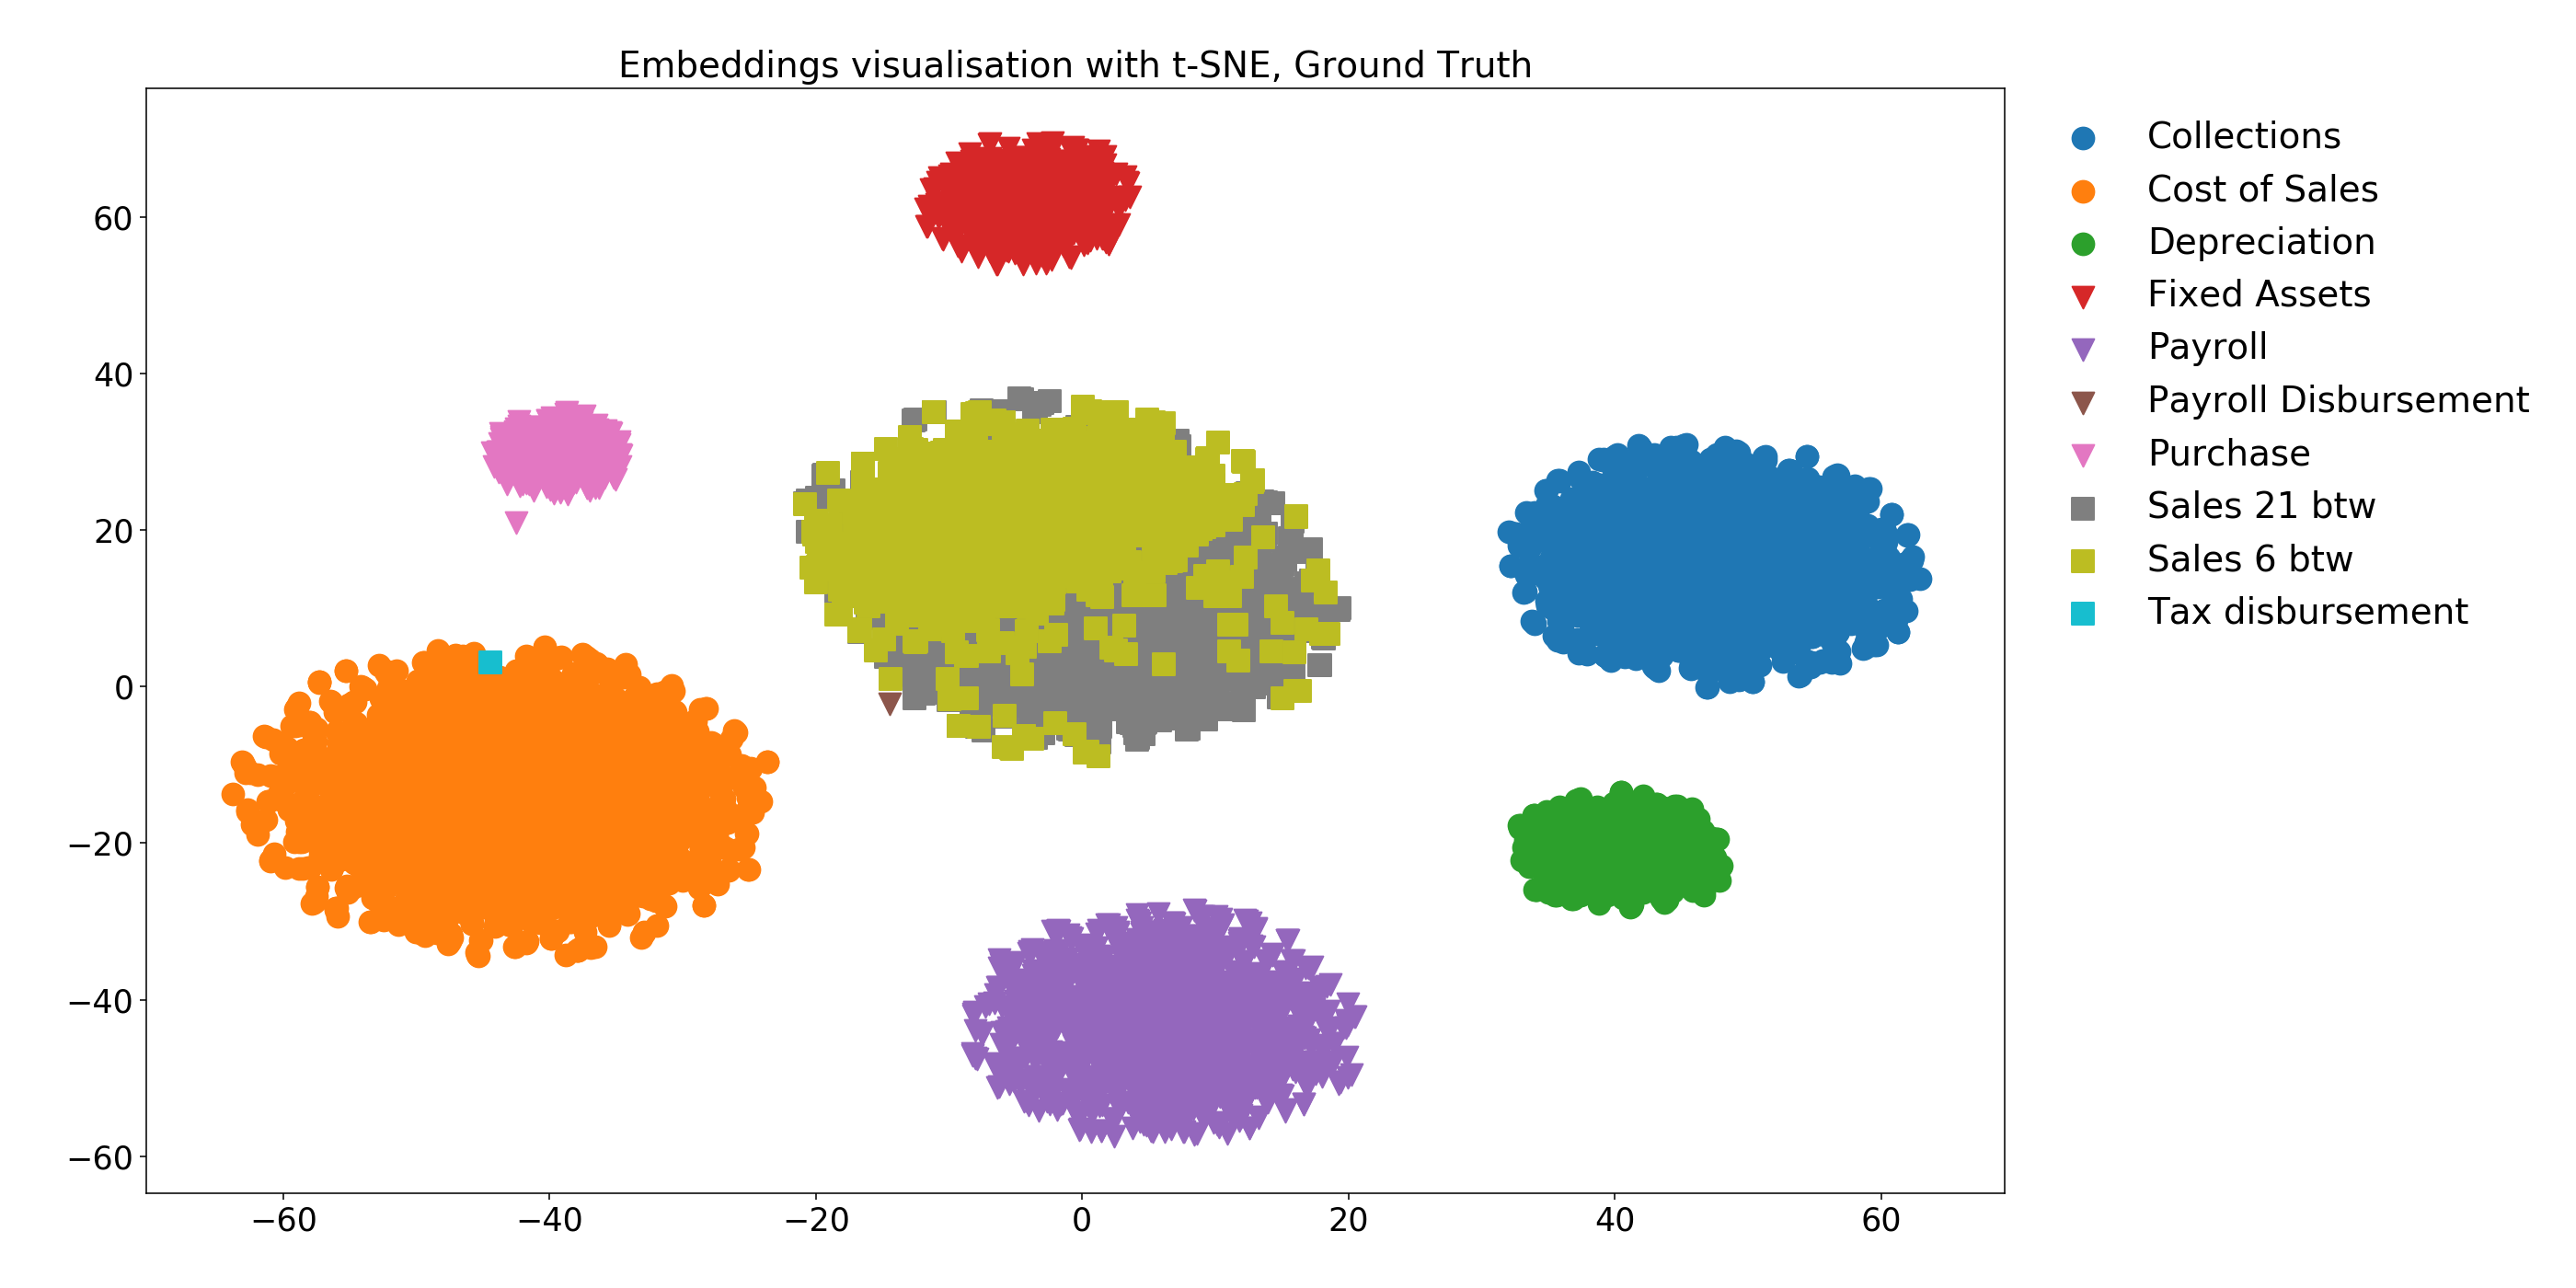 Embeddings visualisation with t-SNE, Ground Truth
60
40
20
0
−20
−40
−60
−60 −40 −20 0 20 40 60
Collections
Cost of Sales
Depreciation
Fixed Assets
Payroll
Payroll Disbursement
Purchase
Sales 21 btw
Sales 6 btw
Tax disbursement